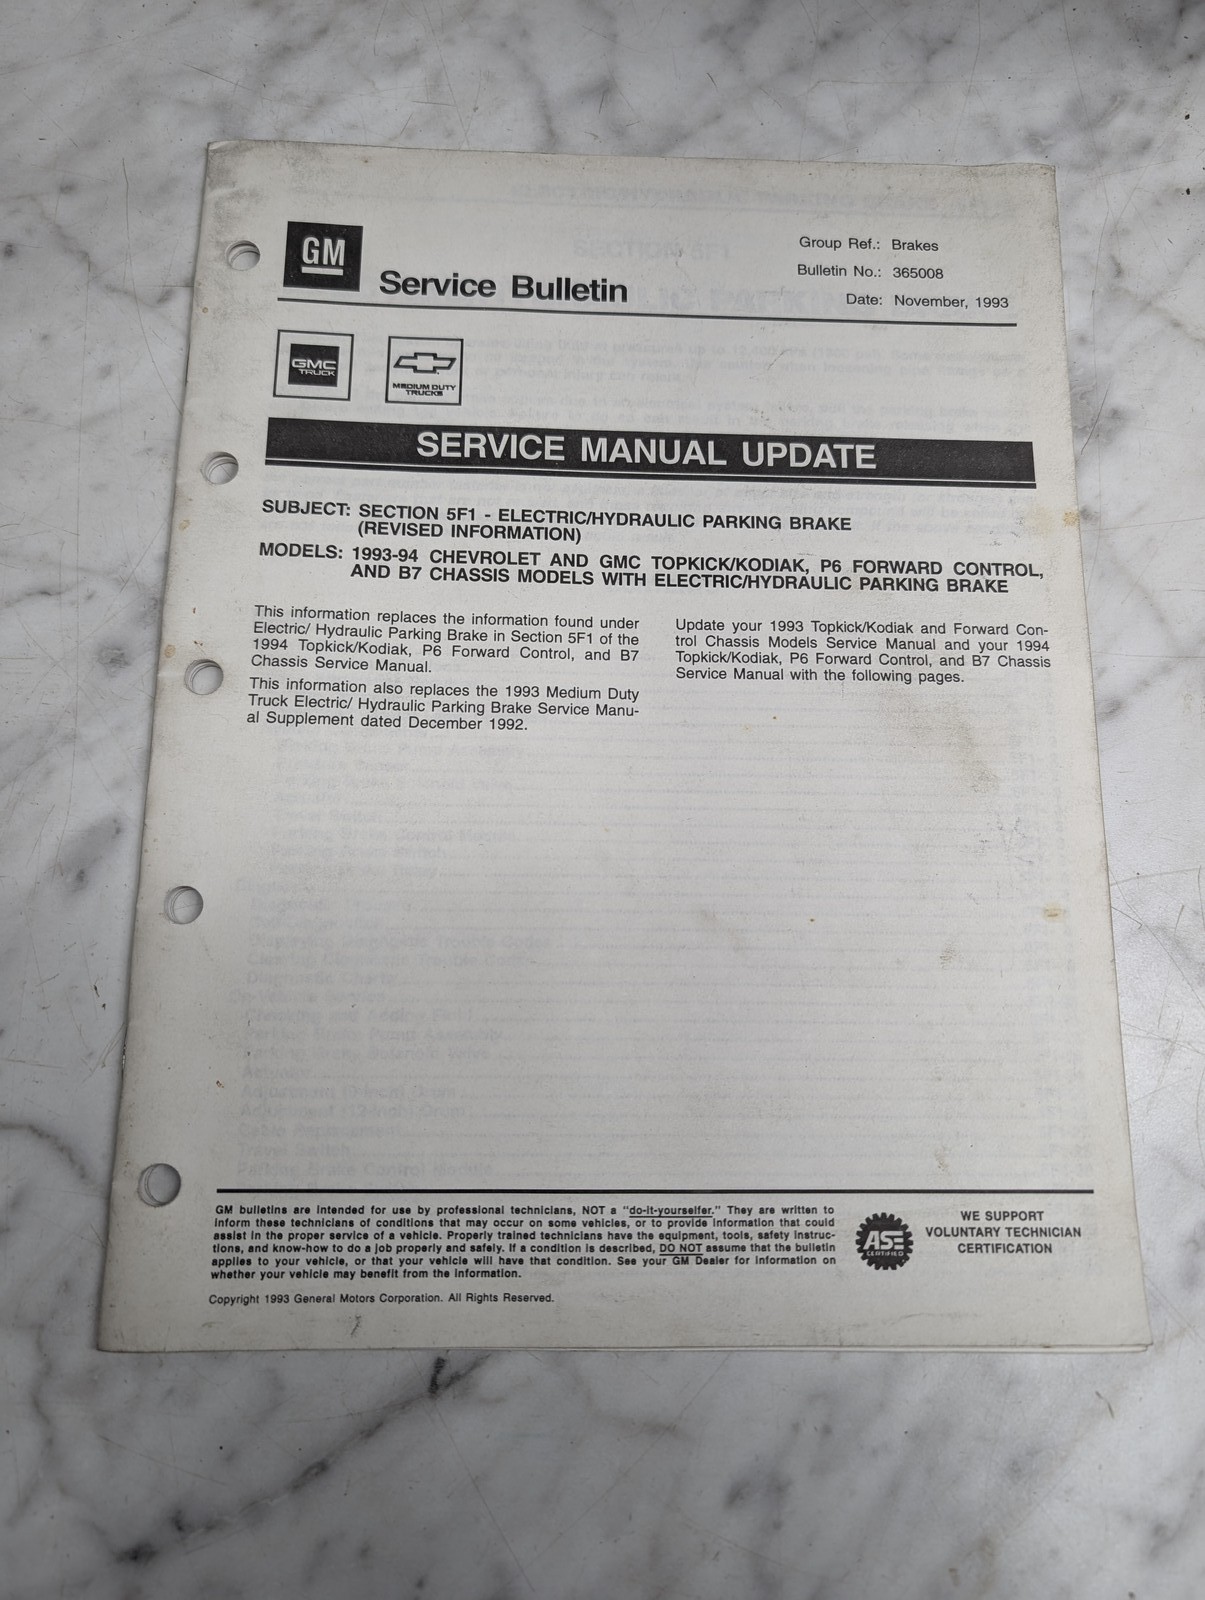 GM
Service Bulletin
Group Ref.: Brakes
Bulletin No.: 365008
Date: November, 1993
GMC
TRUCK
MEDIUM DUTY
TRUCKS
SERVICE MANUAL UPDATE
SUBJECT: SECTION 5F1 - ELECTRIC/HYDRAULIC PARKING BRAKE
(REVISED INFORMATION)
MODELS: 1993-94 CHEVROLET AND GMC TOPKICK/KODIAK, P6 FORWARD CONTROL,
AND B7 CHASSIS MODELS WITH ELECTRIC/HYDRAULIC PARKING BRAKE
This information replaces the information found under
Electric/ Hydraulic Parking Brake in Section 5F1 of the
1994 Topkick/Kodiak, P6 Forward Control, and B7
Chassis Service Manual.
This information also replaces the 1993 Medium Duty
Truck Electric/ Hydraulic Parking Brake Service Manu-
al Supplement dated December 1992.
Update your 1993 Topkick/Kodiak and Forward Con-
trol Chassis Models Service Manual and your 1994
Topkick/Kodiak, P6 Forward Control, and B7 Chassis
Service Manual with the following pages.
GM bulletins are intended for use by professional technicians, NOT a "do-it-yourselfer." They are written to
inform these technicians of conditions that may occur on some vehicles, or to provide information that could
assist in the proper service of a vehicle. Properly trained technicians have the equipment, tools, safety instruc-
tions, and know-how to do a job properly and safely. If a condition is described, DO NOT assume that the bulletin
applies to your vehicle, or that your vehicle will have that condition. See your GM Dealer for information on
whether your vehicle may benefit from the information.
ASE
CERTIFIED
WE SUPPORT
VOLUNTARY TECHNICIAN
CERTIFICATION
Copyright 1993 General Motors Corporation. All Rights Reserved.